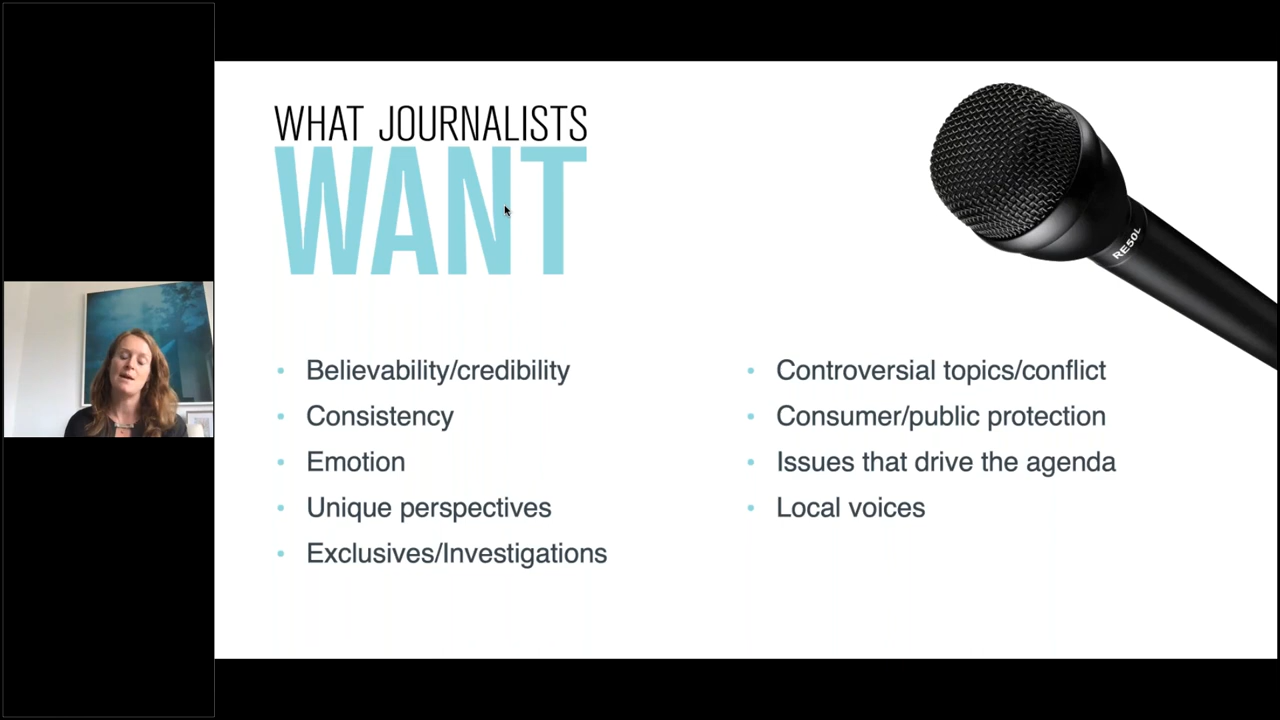 WHAT JOURNALISTS
WANT
RE50L
• Believability/credibility
• Consistency
• Emotion
• Unique perspectives
• Exclusives/Investigations
• Controversial topics/conflict
• Consumer/public protection
• Issues that drive the agenda
• Local voices